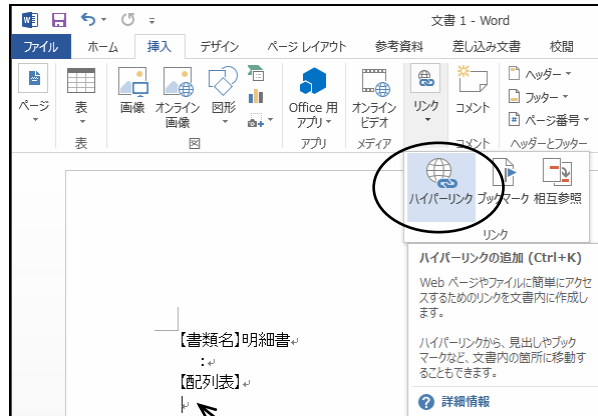 文書 1 - Word
ファイル ホーム 挿入 デザイン ページ レイアウト 参考資料 差し込み文書 校閲
ページ
表
画像
オンライン
画像
図形
Office 用
アプリ
オンライン
ビデオ
リンク
コメント
ヘッダー
フッター
ページ番号
表 図 アプリ メディア コメント ヘッダーとフッター
ハイパーリンク ブックマーク 相互参照
リンク
ハイパーリンクの追加 (Ctrl+K)
Web ページやファイルに簡単にアクセ
スするためのリンクを文書内に作成し
ます。
ハイパーリンクから、見出しやブック
マークなど、文書内の箇所に移動す
ることもできます。
詳細情報
【書類名】明細書
:
【配列表】